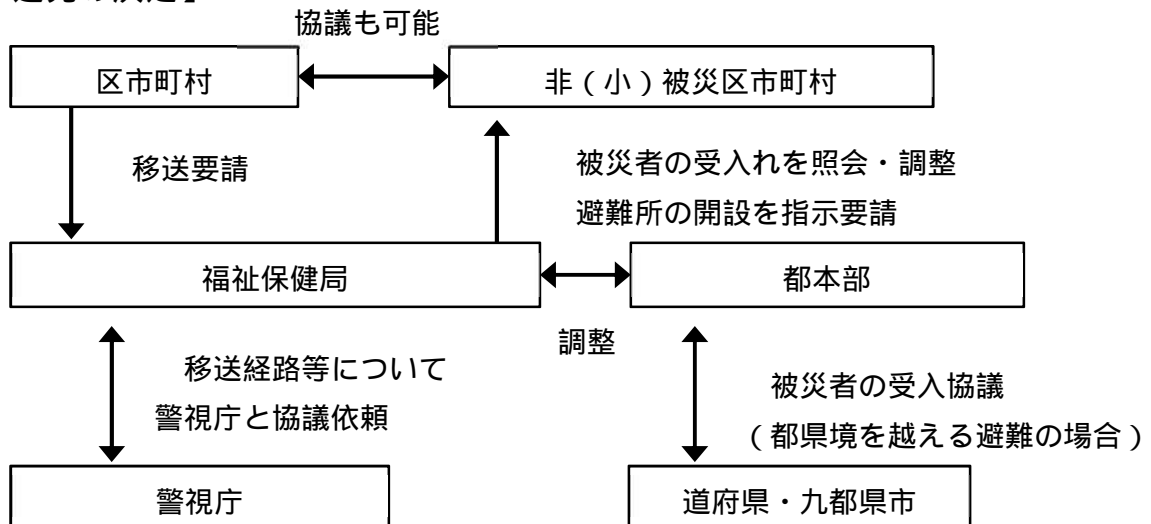 協議も可能
区市町村
非（小）被災区市町村
移送要請
被災者の受入れを照会・調整
避難所の開設を指示要請
福祉保健局
都本部
調整
移送経路等について
警視庁と協議依頼
被災者の受入協議
（都県境を越える避難の場合）
警視庁
道府県・九都県市